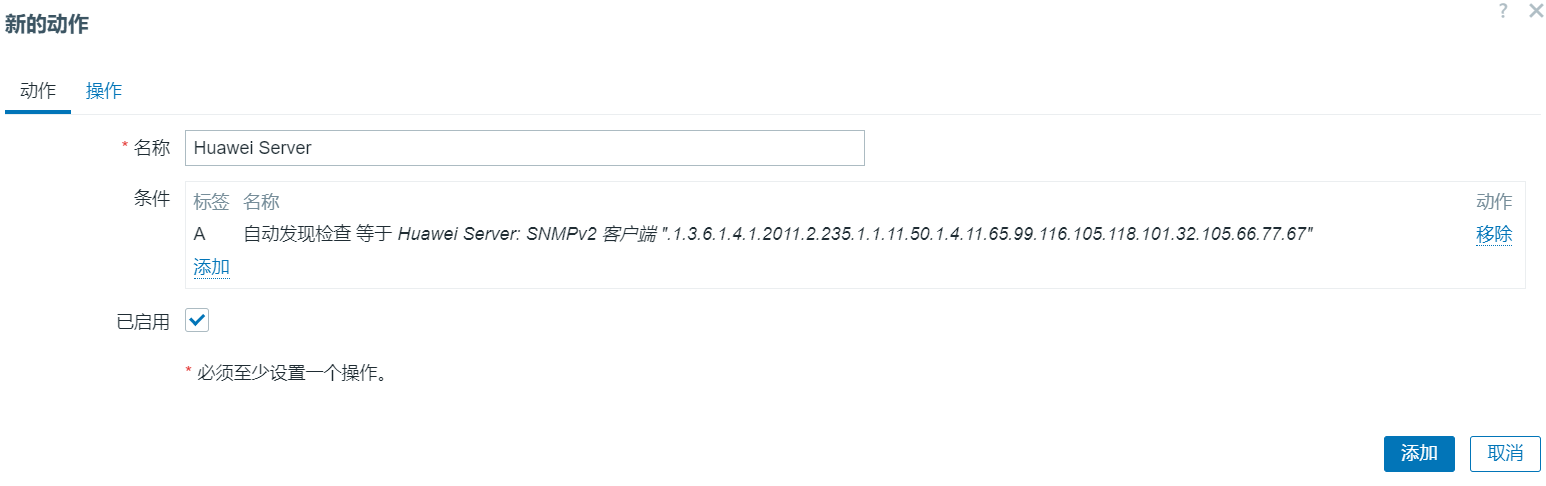 新的动作
? ×
动作 操作
* 名称 Huawei Server
条件 标签 名称 动作
A 自动发现检查 等于 Huawei Server: SNMPv2 客户端 ".1.3.6.1.4.1.2011.2.235.1.1.11.50.1.4.11.65.99.116.105.118.101.32.105.66.77.67" 移除
添加
已启用
* 必须至少设置一个操作。
添加 取消